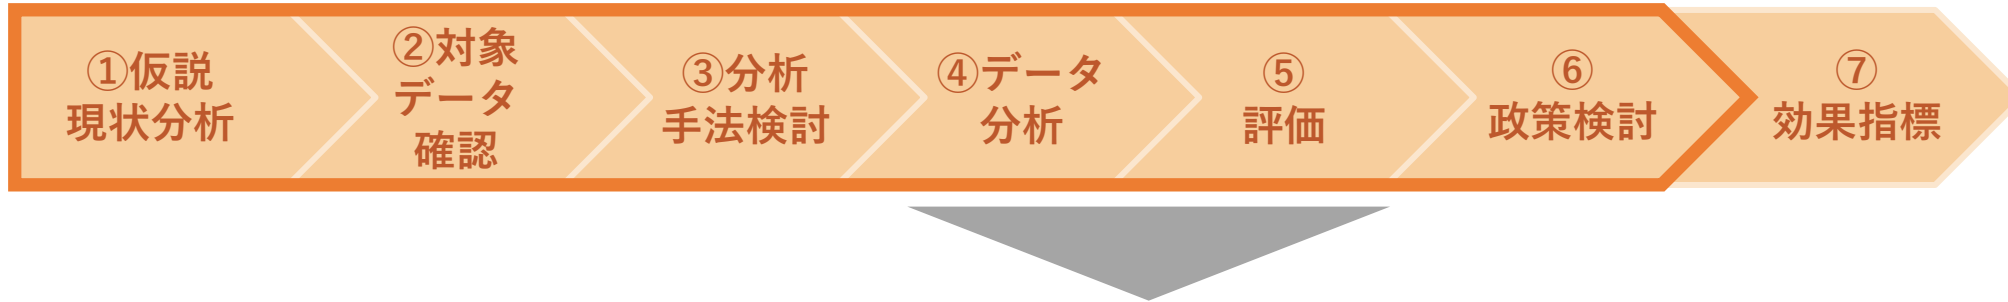 ①仮説
現状分析
②対象
データ
確認
③分析
手法検討
④データ
分析
⑤
評価
⑥
政策検討
⑦
効果指標